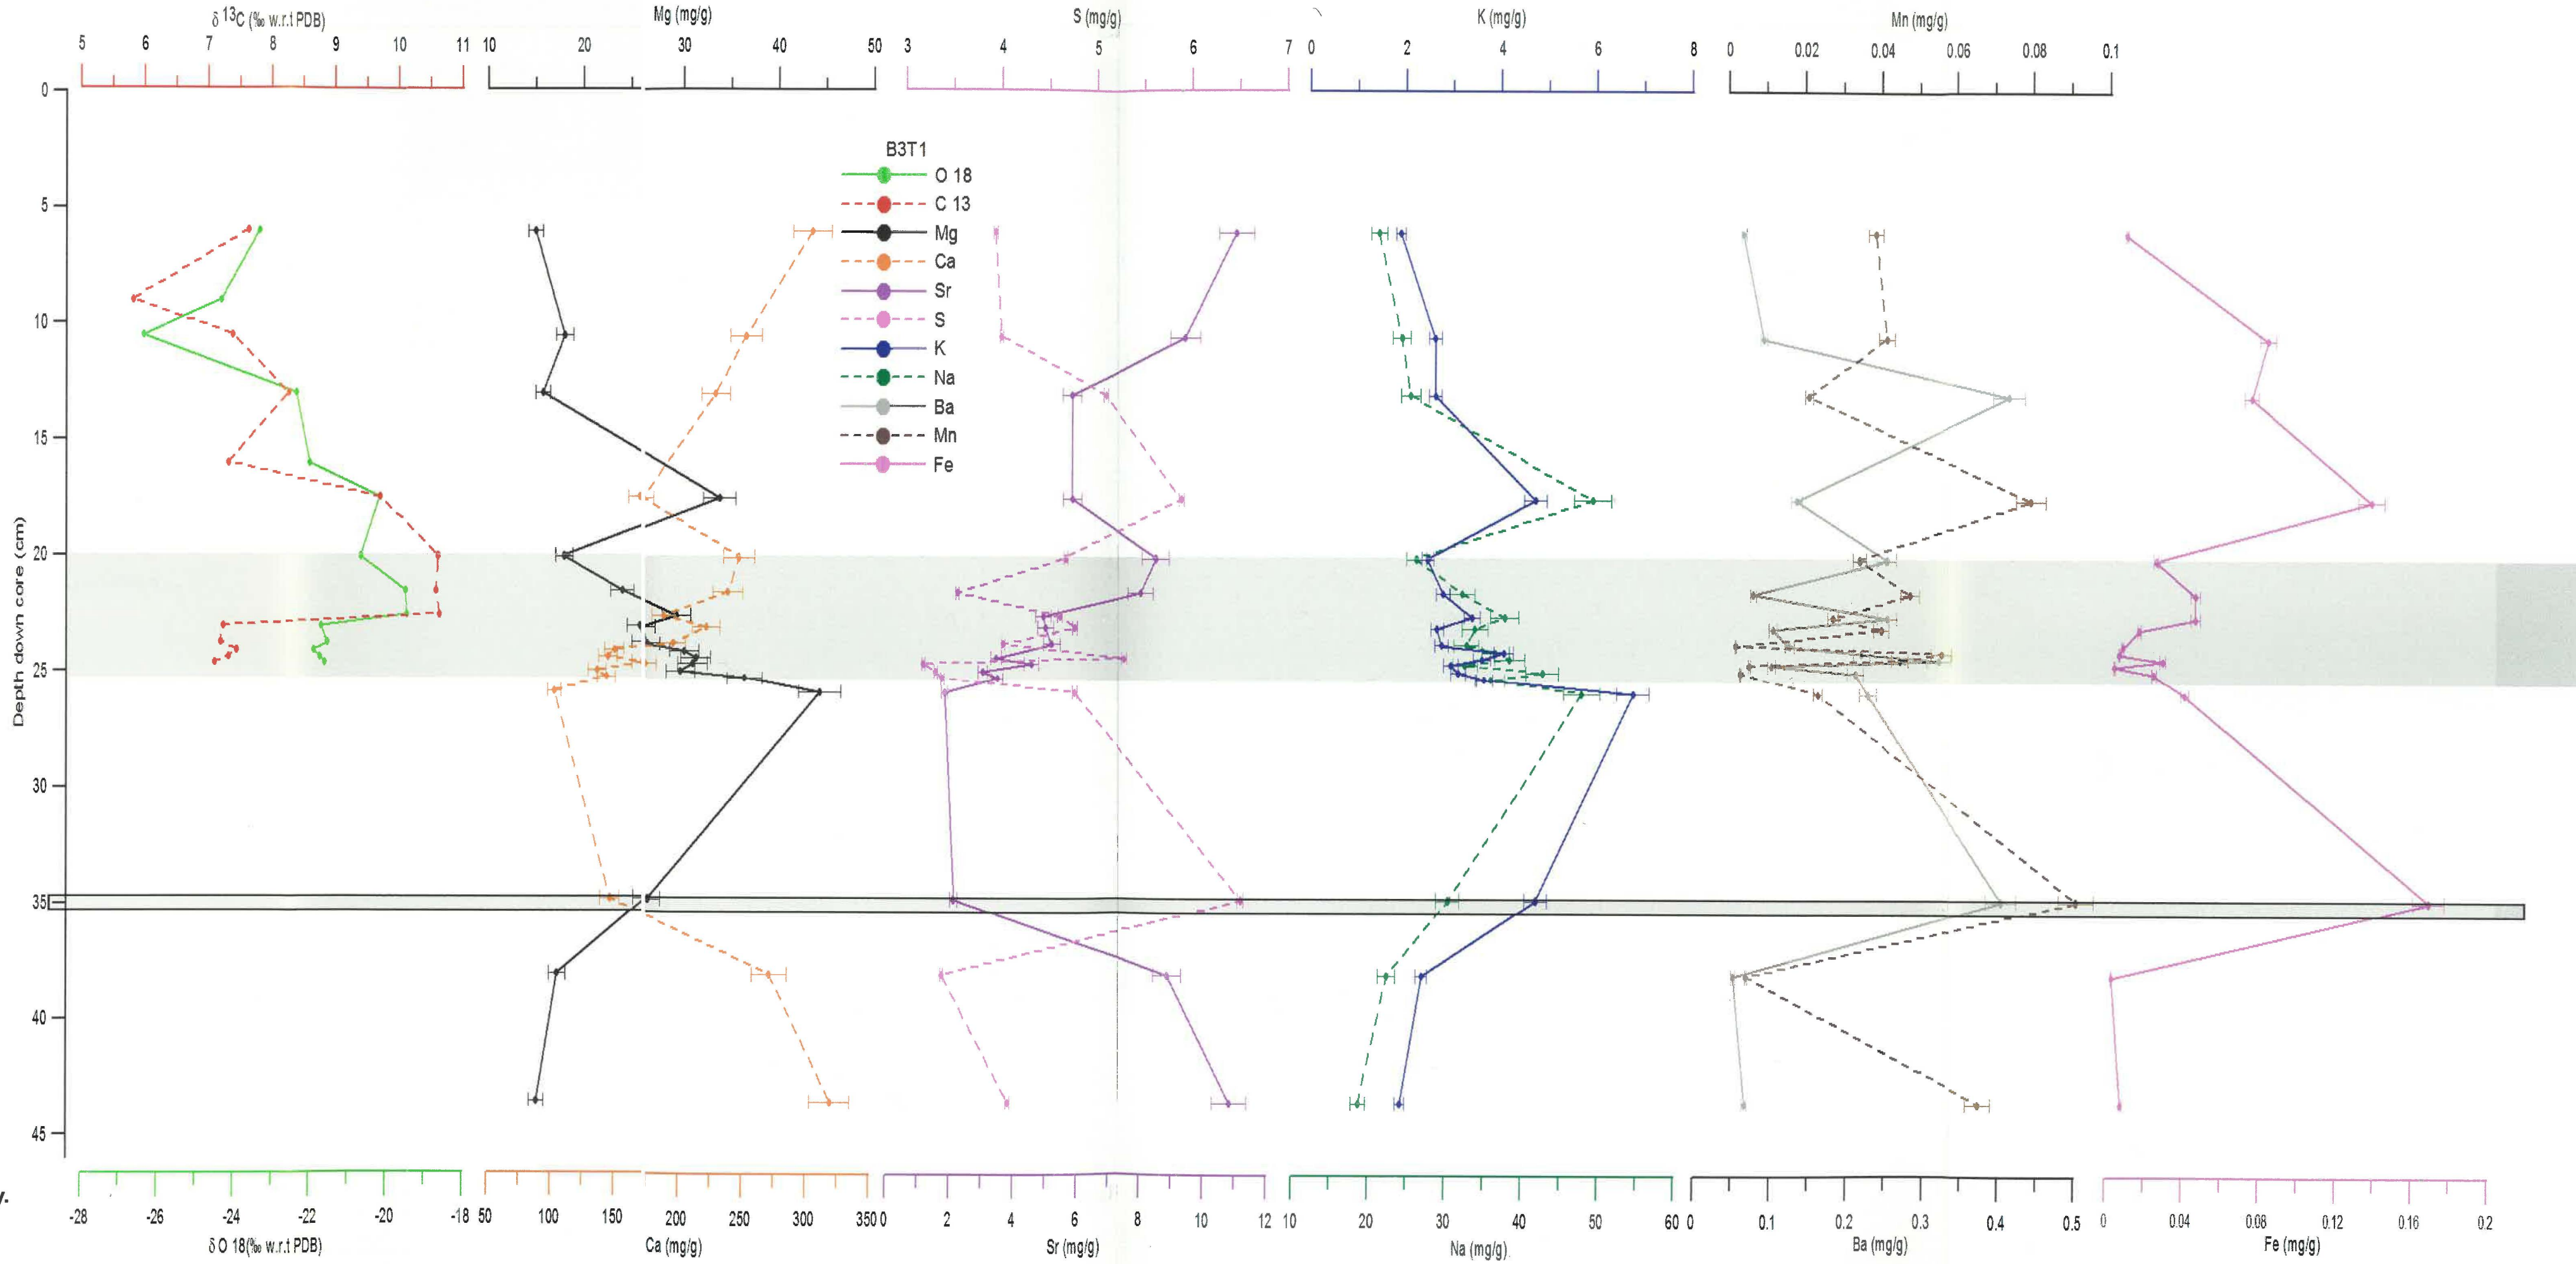 δ 13C (‰ w.r.t PDB) Mg (mg/g) S (mg/g) K (mg/g) Mn (mg/g)
5 6 7 8 9 10 11 10 20 30 40 50 3 4 5 6 7 0 2 4 6 8 0 0.02 0.04 0.06 0.08 0.1
0
5
10
15
20
25
30
35
40
45
Depth down core (cm)
B3T1
O 18
C 13
Mg
Ca
Sr
S
K
Na
Ba
Mn
Fe
y.
-28 -26 -24 -22 -20 -18 50 100 150 200 250 300 350 0 2 4 6 8 10 12 10 20 30 40 50 60 0 0.1 0.2 0.3 0.4 0.5 0 0.04 0.08 0.12 0.16 0.2
δ O 18(‰ w.r.t PDB) Ca (mg/g) Sr (mg/g) Na (mg/g) Ba (mg/g) Fe (mg/g)